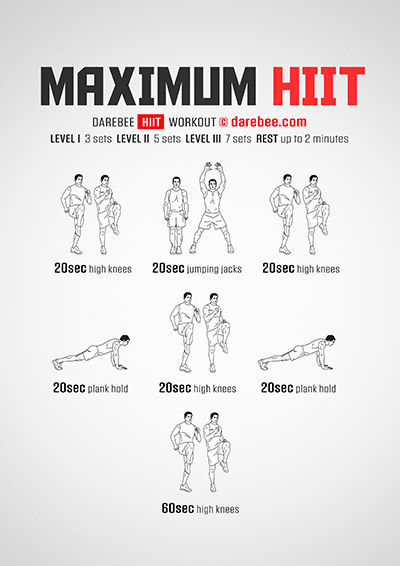 MAXIMUM HIIT
DAREBEE HIIT WORKOUT © darebee.com
LEVEL I 3 sets LEVEL II 5 sets LEVEL III 7 sets REST up to 2 minutes
20sec high knees
20sec jumping jacks
20sec high knees
20sec plank hold
20sec high knees
20sec plank hold
60sec high knees